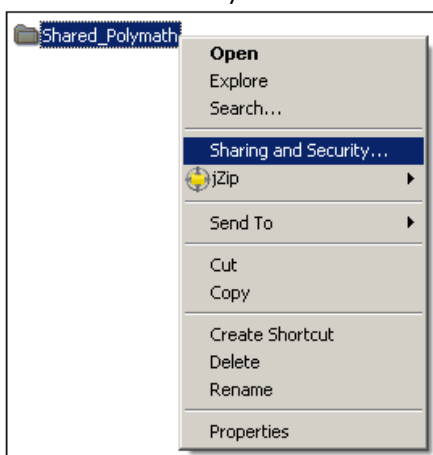 Shared_Polymath
Open
Explore
Search...
Sharing and Security...
jZip
Send To
Cut
Copy
Create Shortcut
Delete
Rename
Properties